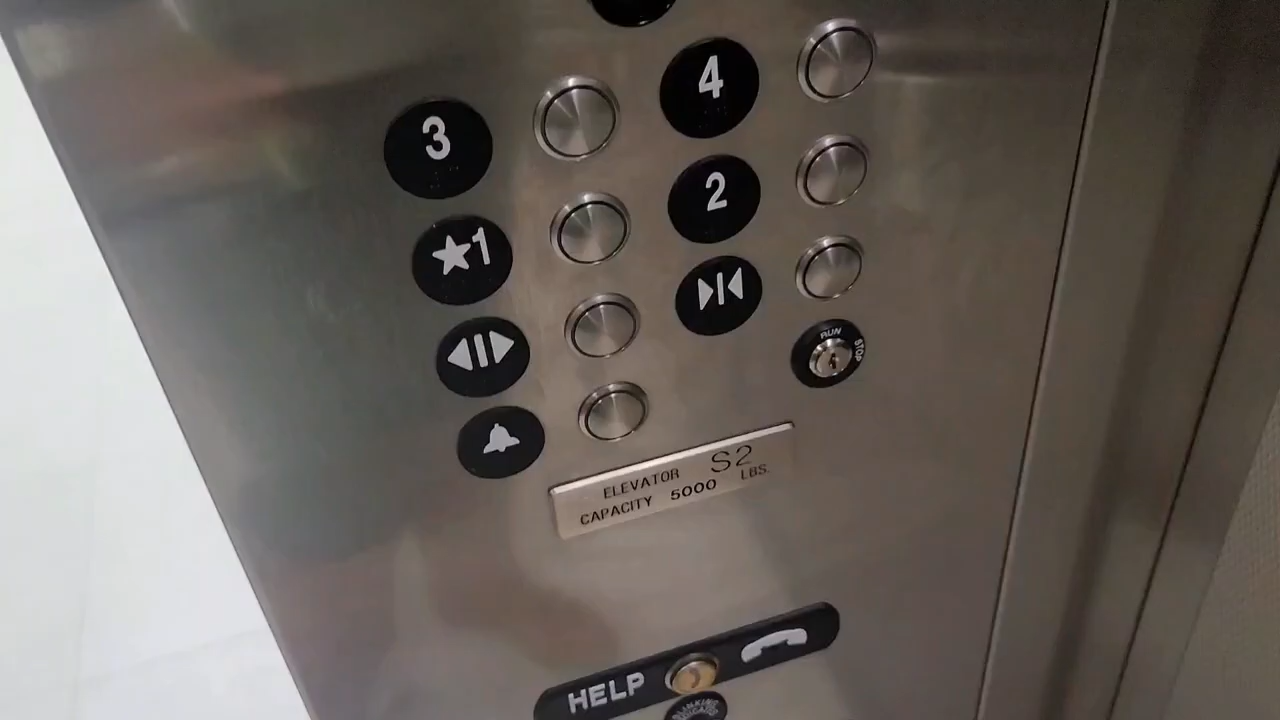 4
3
2
★1
RUN
STOP
ELEVATOR S2
CAPACITY 5000 LBS.
HELP